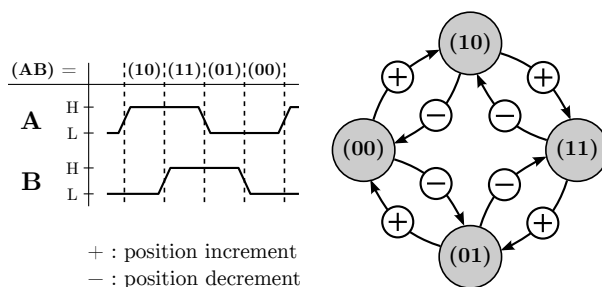 (AB) = (10) (11) (01) (00)
A H L
B H L
+ : position increment
− : position decrement
(10)
+ +
− −
(00) (11)
− −
+ +
(01)